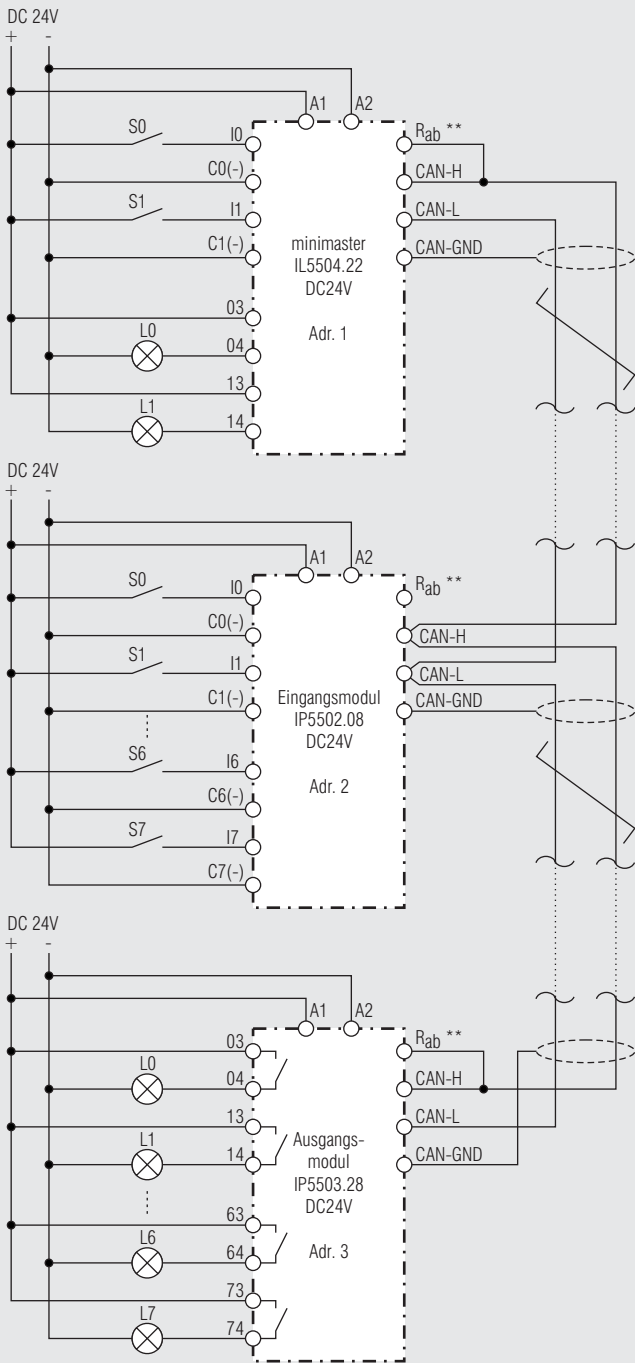 DC 24V
+ -
A1 A2
S0 I0 Rab **
C0(-) CAN-H
S1 I1 CAN-L
C1(-) CAN-GND
minimaster
IL5504.22
DC24V
Adr. 1
03
L0 04
13
L1 14
DC 24V
+ -
A1 A2
S0 I0 Rab **
C0(-) CAN-H
S1 I1 CAN-L
C1(-) CAN-GND
Eingangsmodul
IP5502.08
DC24V
Adr. 2
S6 I6
C6(-)
S7 I7
C7(-)
DC 24V
+ -
A1 A2
03 Rab **
L0 04 CAN-H
13 CAN-L
L1 14 CAN-GND
Ausgangs-
modul
IP5503.28
DC24V
Adr. 3
63
L6 64
73
L7 74